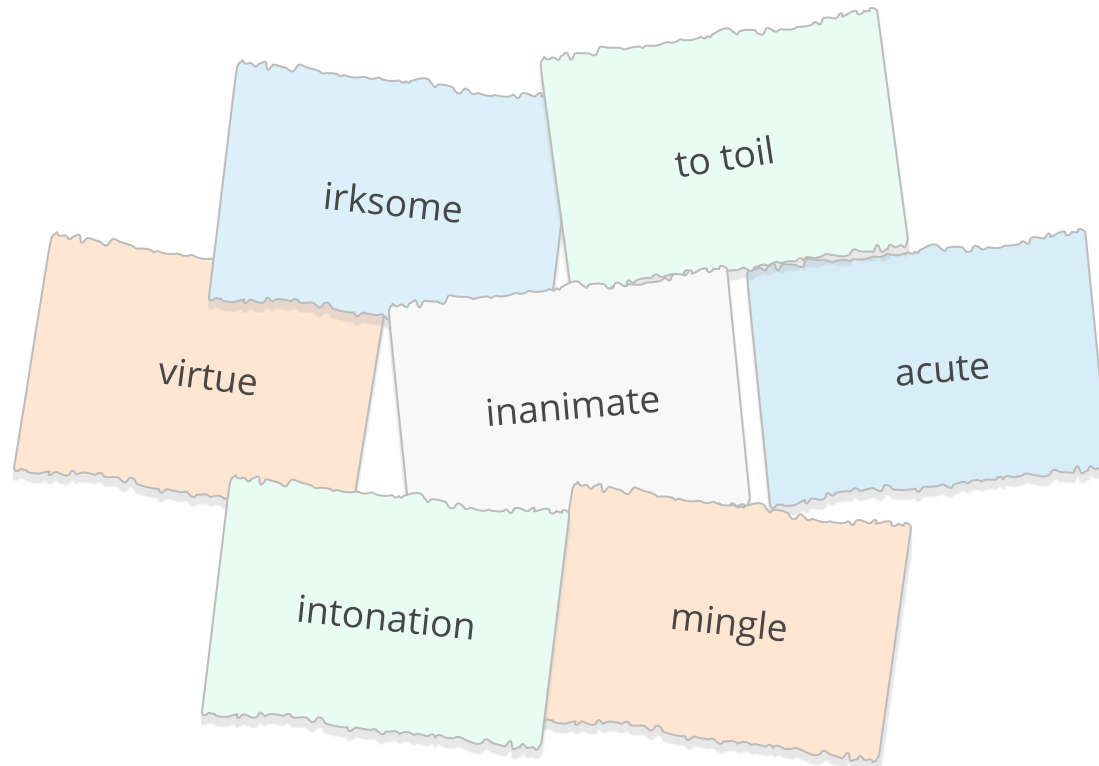 to toil
irksome
virtue
inanimate
acute
intonation
mingle